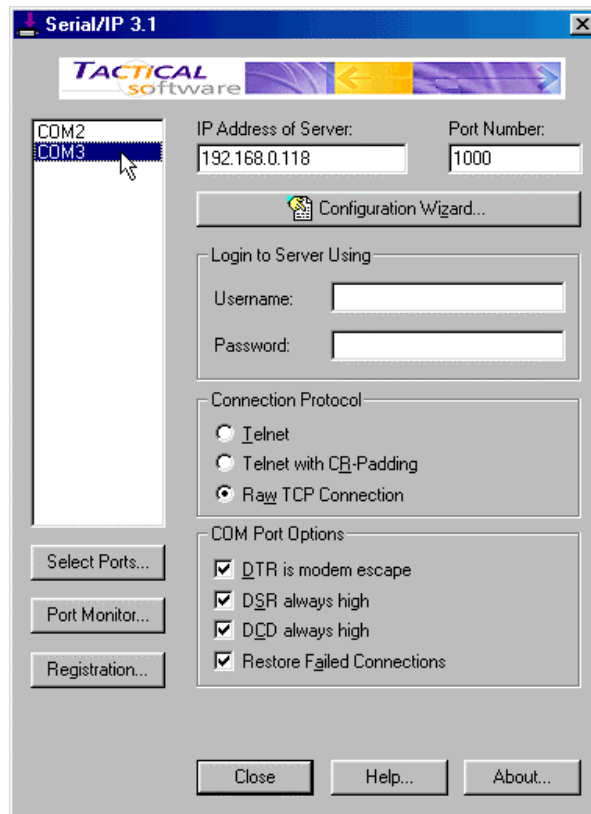 Serial/IP 3.1
TACTICAL
software
COM2
COM3
IP Address of Server:
Port Number:
192.168.0.118
1000
Configuration Wizard...
Login to Server Using
Username:
Password:
Connection Protocol
Telnet
Telnet with CR-Padding
Raw TCP Connection
COM Port Options
DTR is modem escape
DSR always high
DCD always high
Restore Failed Connections
Select Ports...
Port Monitor...
Registration...
Close
Help...
About...